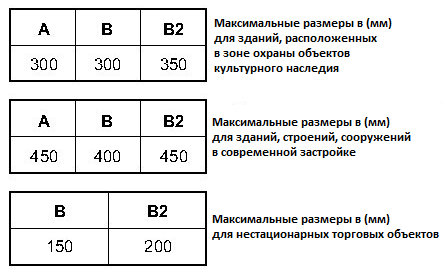 A B B2
300 300 350
Максимальные размеры в (мм)
для зданий, расположенных
в зоне охраны объектов
культурного наследия
A B B2
450 400 450
Максимальные размеры в (мм)
для зданий, строений, сооружений
в современной застройке
B B2
150 200
Максимальные размеры в (мм)
для нестационарных торговых объектов